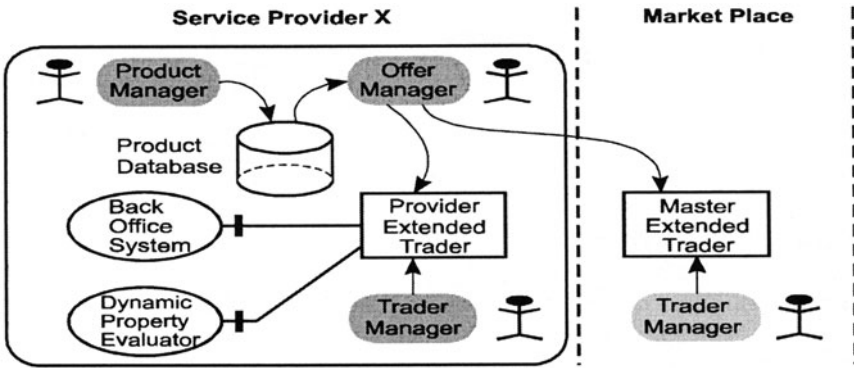 Service Provider X
Market Place
Product
Manager
Offer
Manager
Product
Database
Back
Office
System
Provider
Extended
Trader
Master
Extended
Trader
Dynamic
Property
Evaluator
Trader
Manager
Trader
Manager